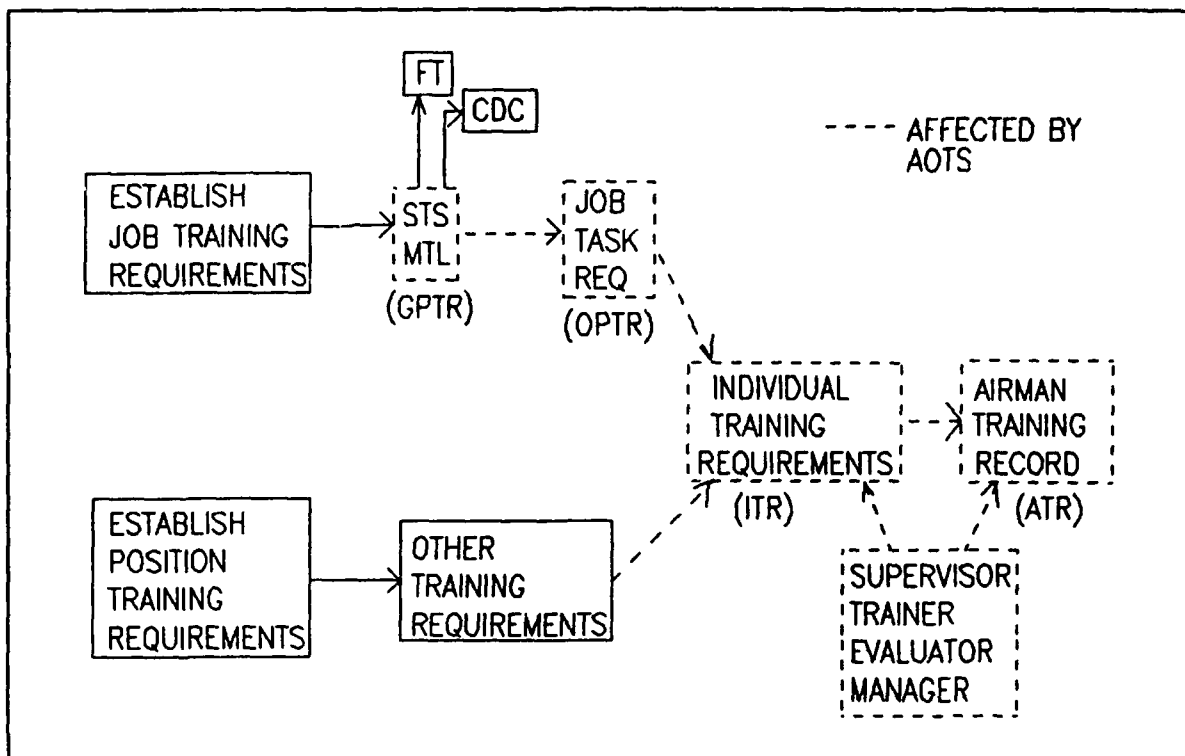 FT
CDC
- - - - AFFECTED BY
AOTS
ESTABLISH
JOB TRAINING
REQUIREMENTS
STS
MTL
(GPTR)
JOB
TASK
REQ
(OPTR)
INDIVIDUAL
TRAINING
REQUIREMENTS
(ITR)
AIRMAN
TRAINING
RECORD
(ATR)
ESTABLISH
POSITION
TRAINING
REQUIREMENTS
OTHER
TRAINING
REQUIREMENTS
SUPERVISOR
TRAINER
EVALUATOR
MANAGER